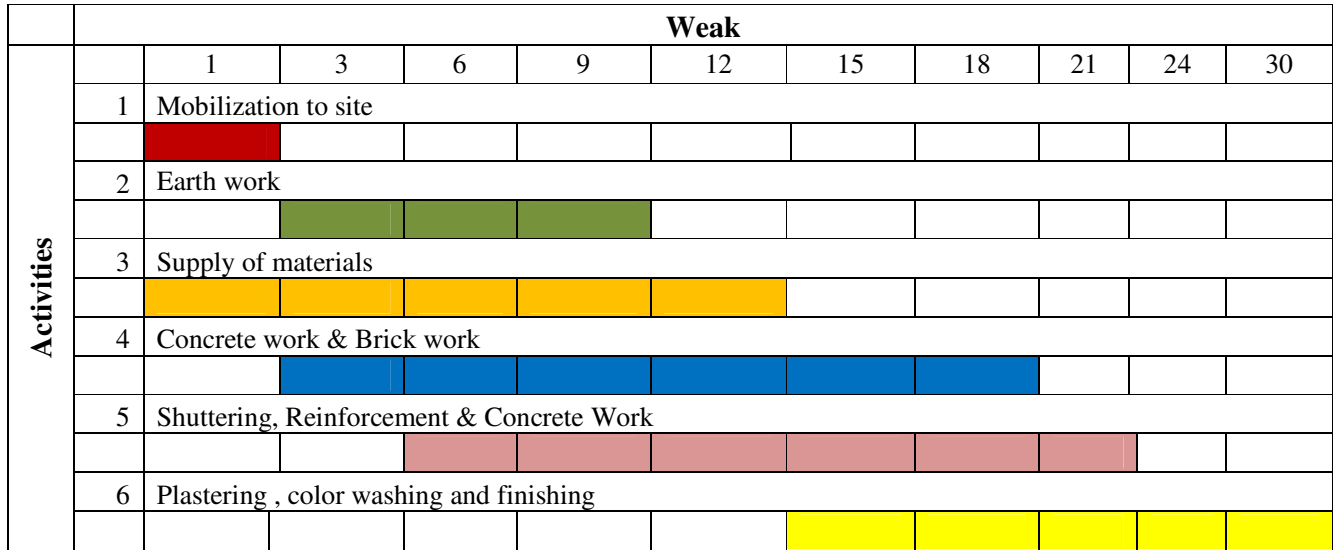 Weak
1 3 6 9 12 15 18 21 24 30
Activities
1 Mobilization to site
2 Earth work
3 Supply of materials
4 Concrete work & Brick work
5 Shuttering, Reinforcement & Concrete Work
6 Plastering , color washing and finishing